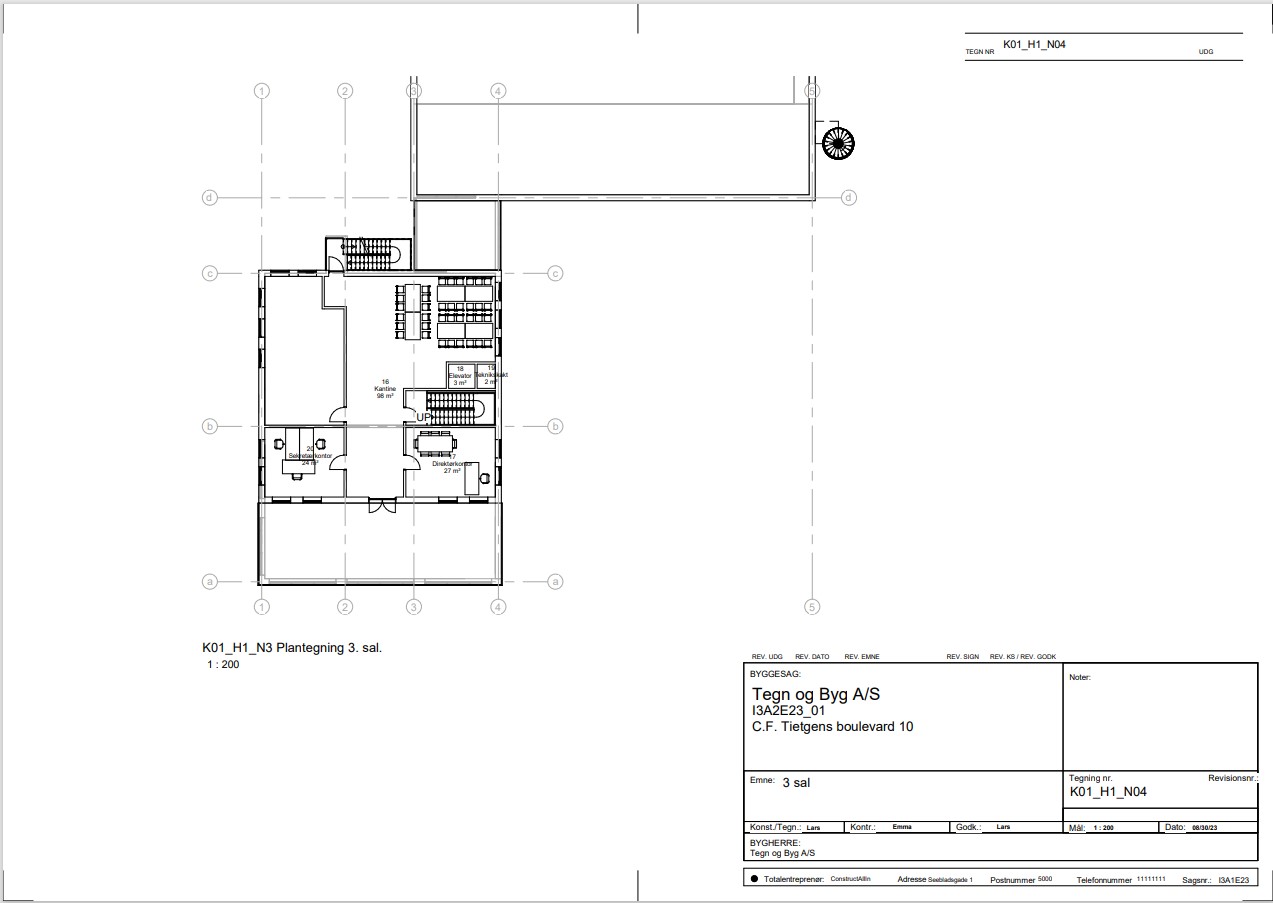 TEGN NR K01_H1_N04 UDG
1 2 3 4 5
d d
c c
18
Elevator
3 m²
19
2 m²
16
Kantine
98 m²
UP
b b
20
Sekretærkontor
24 m²
17
Direktørkontor
27 m²
a a
1 2 3 4 5
K01_H1_N3 Plantegning 3. sal.
1 : 200
REV. UDG REV. DATO REV. EMNE REV. SIGN REV. KS / REV. GODK
BYGGESAG:
Noter:
Tegn og Byg A/S
I3A2E23_01
C.F. Tietgens boulevard 10
Emne: 3 sal
Tegning nr. Revisionsnr.:
K01_H1_N04
Konst./Tegn.: Lars Kontr.: Emma Godk.: Lars Mål: 1 : 200 Dato: 08/30/23
BYGHERRE:
Tegn og Byg A/S
Totalentreprenør: ConstructAllIn Adresse Seebladsgade 1 Postnummer 5000 Telefonnummer 11111111 Sagsnr.: I3A1E23